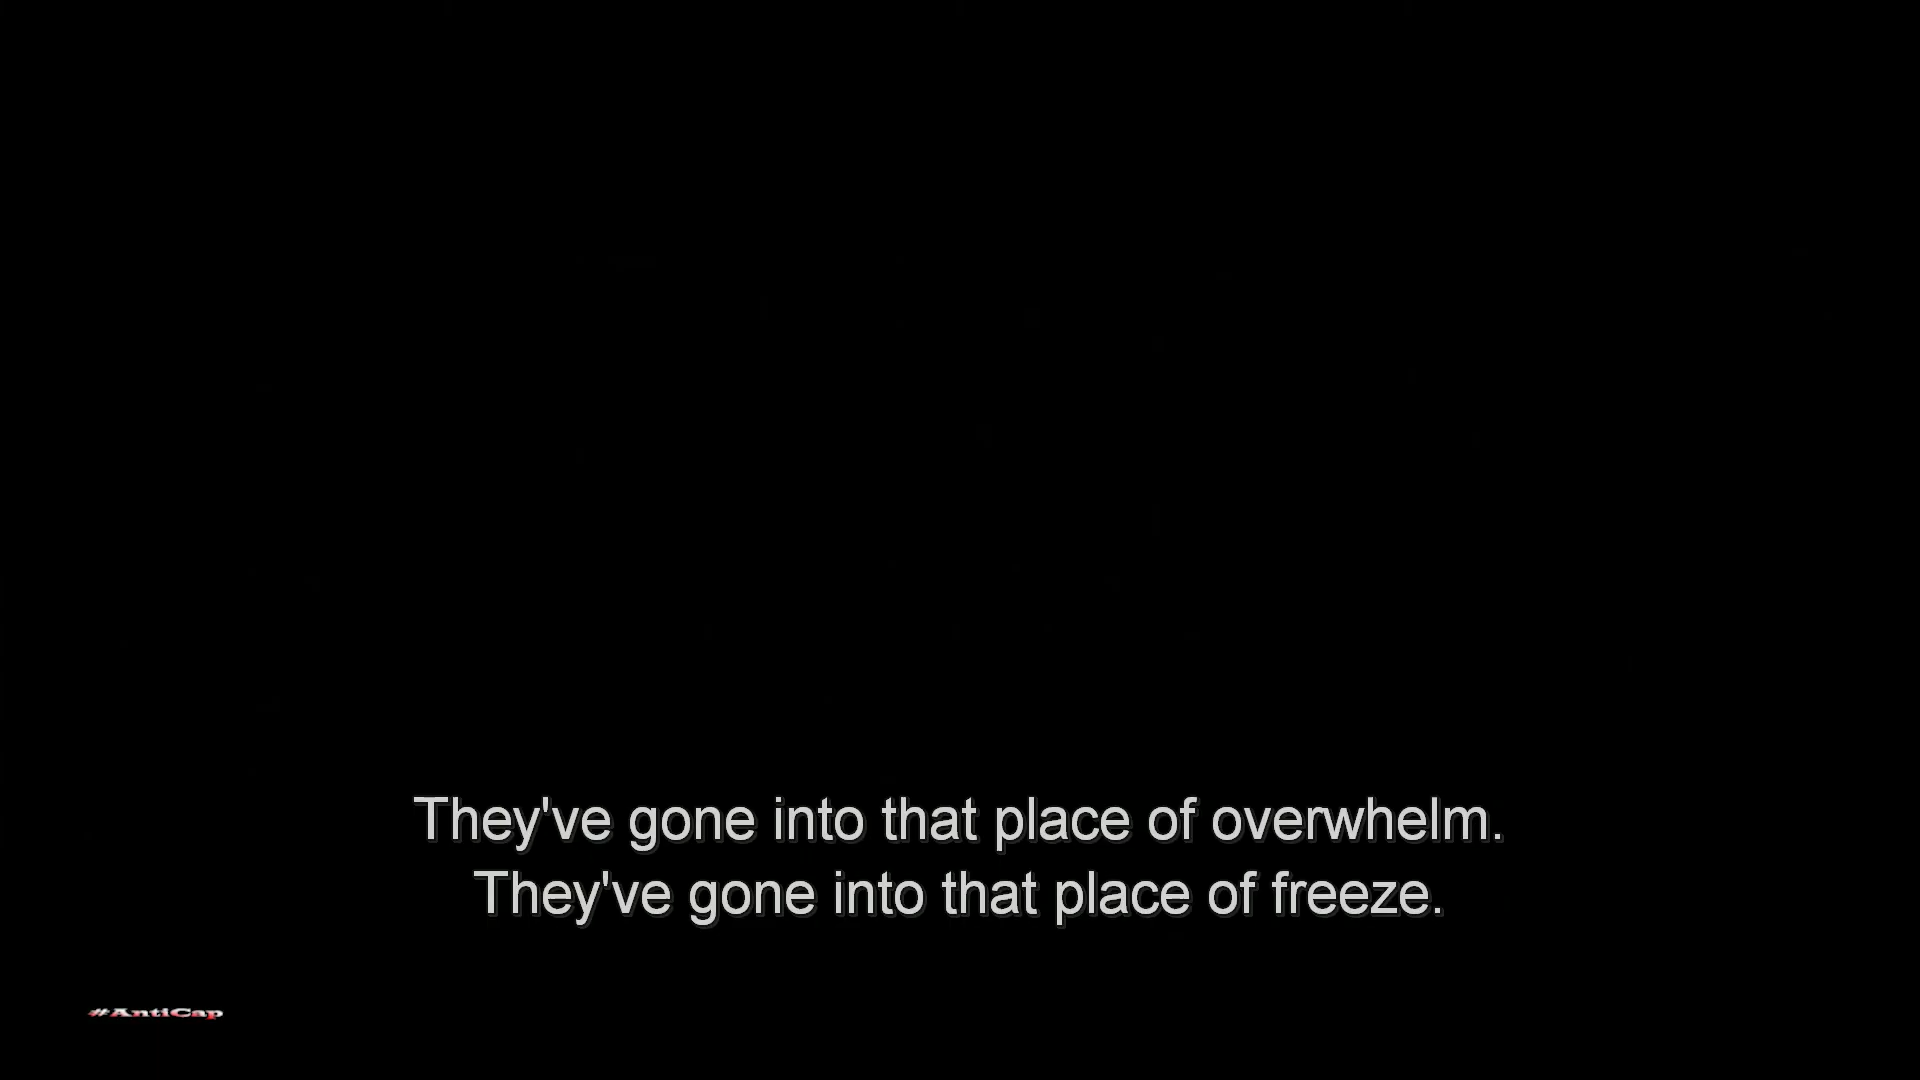 They've gone into that place of overwhelm.
They've gone into that place of freeze.
#AntiCap